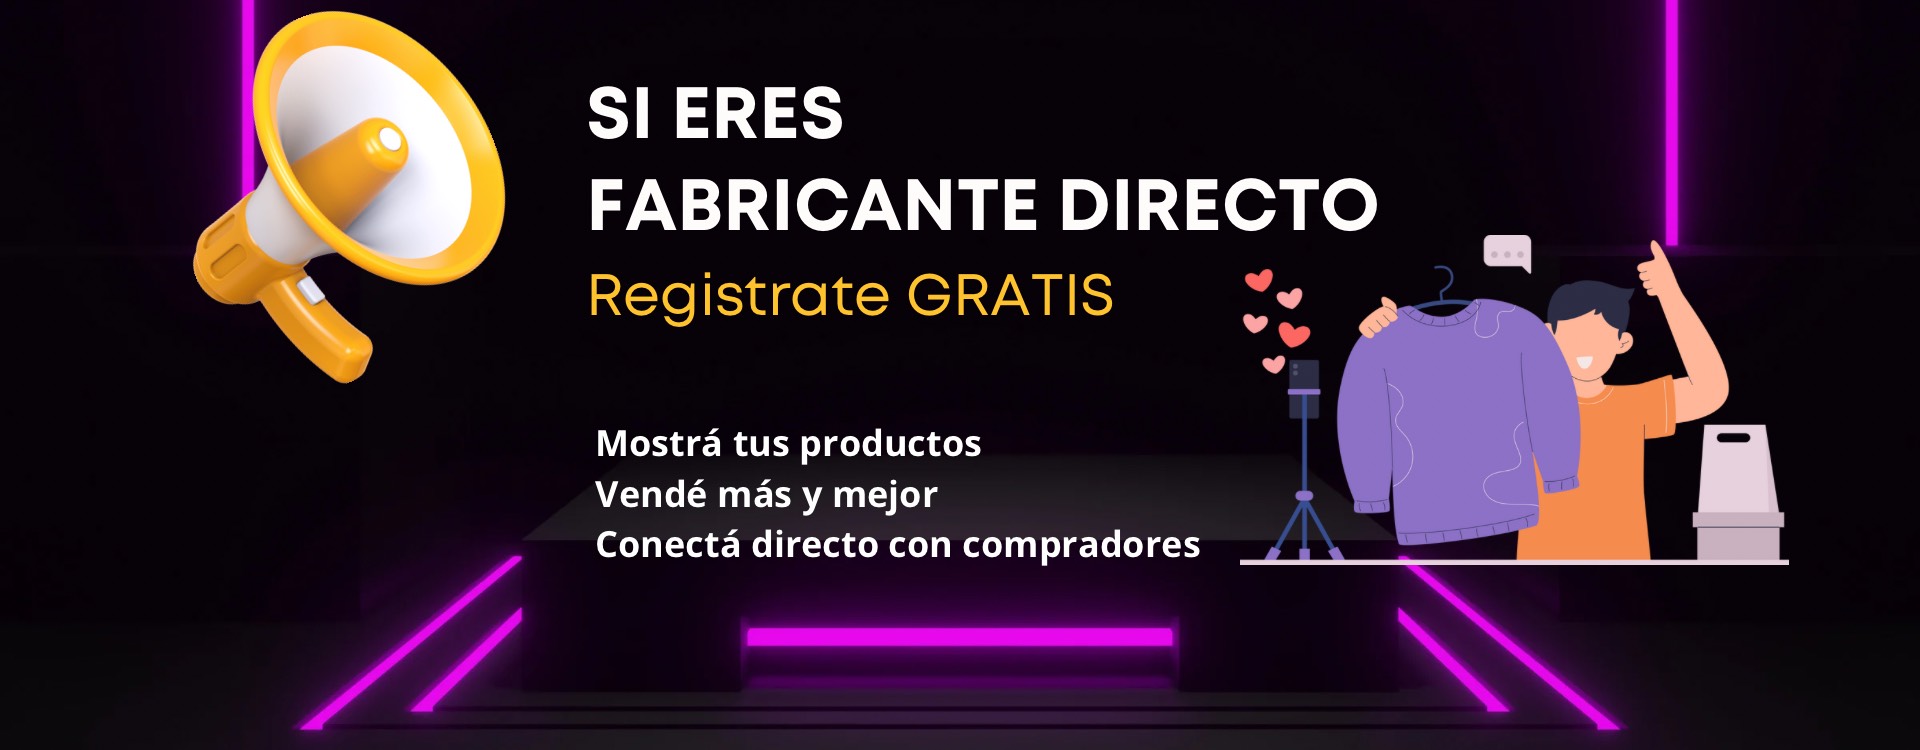 SI ERES
FABRICANTE DIRECTO
Registrate GRATIS
Mostrá tus productos
Vendé más y mejor
Conectá directo con compradores